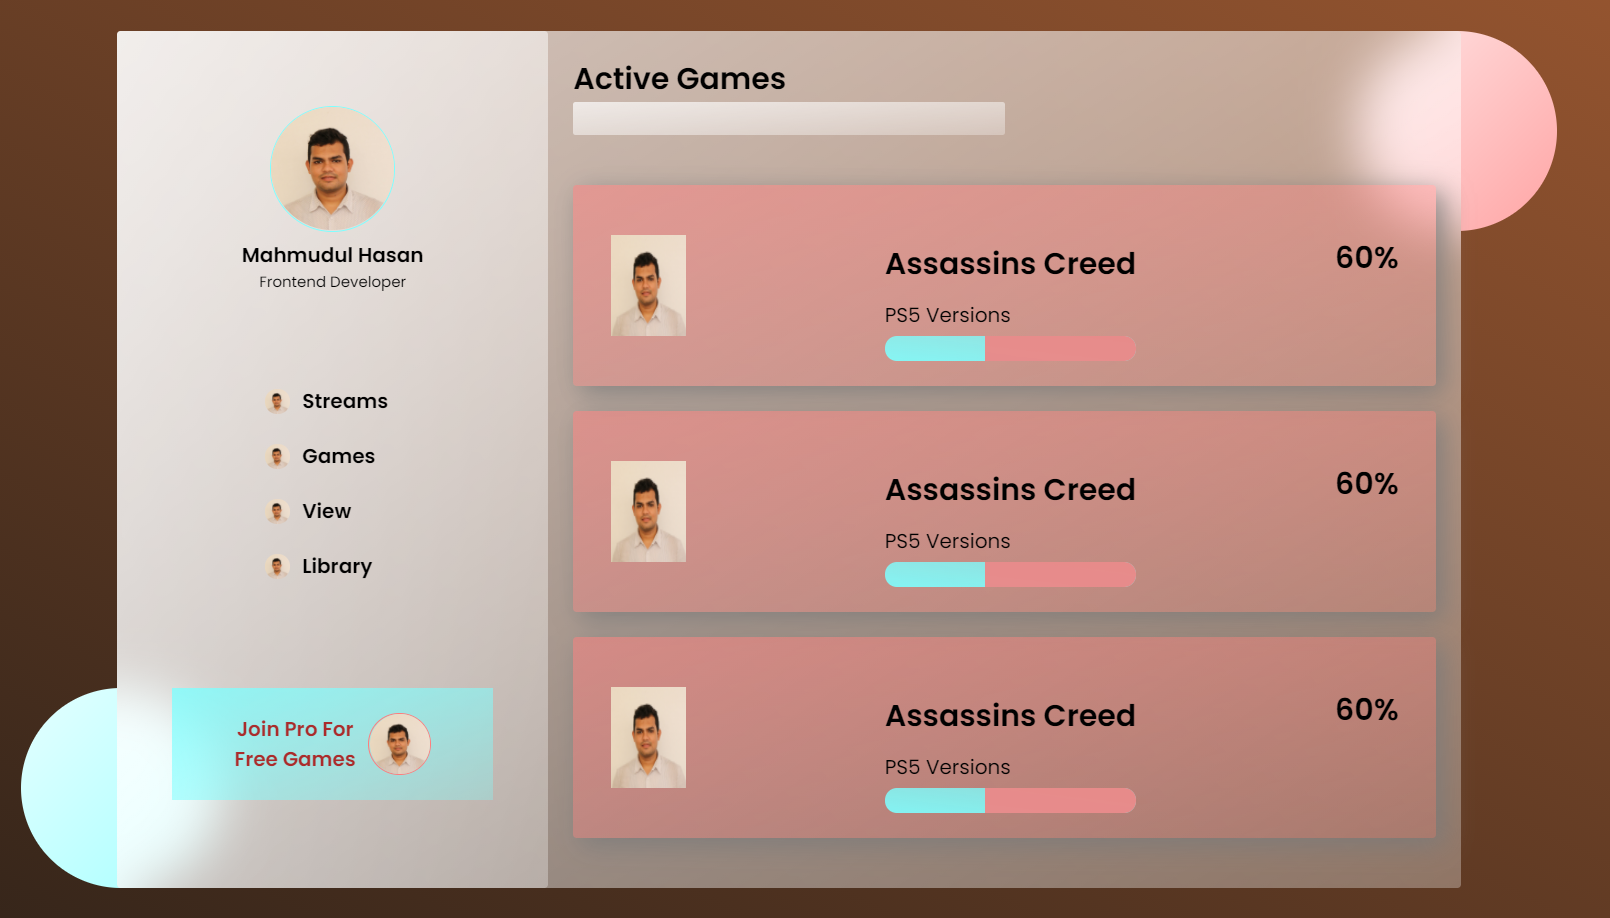 Mahmudul Hasan
Frontend Developer
Streams
Games
View
Library
Join Pro For
Free Games
Active Games
Assassins Creed
60%
PS5 Versions
Assassins Creed
60%
PS5 Versions
Assassins Creed
60%
PS5 Versions